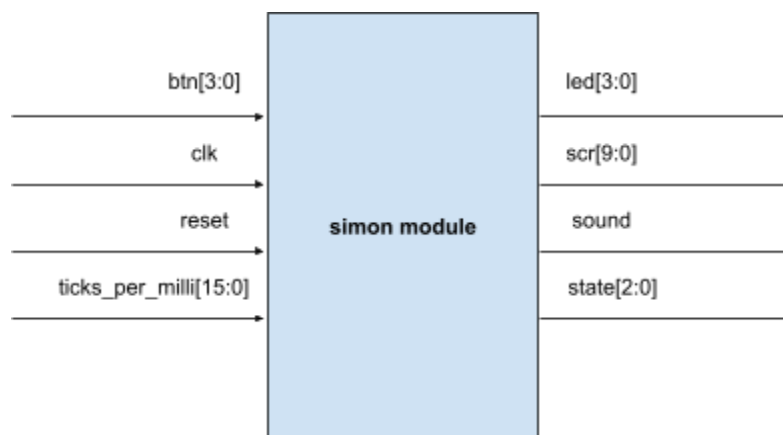 btn[3:0]
clk
reset
ticks_per_milli[15:0]
simon module
led[3:0]
scr[9:0]
sound
state[2:0]